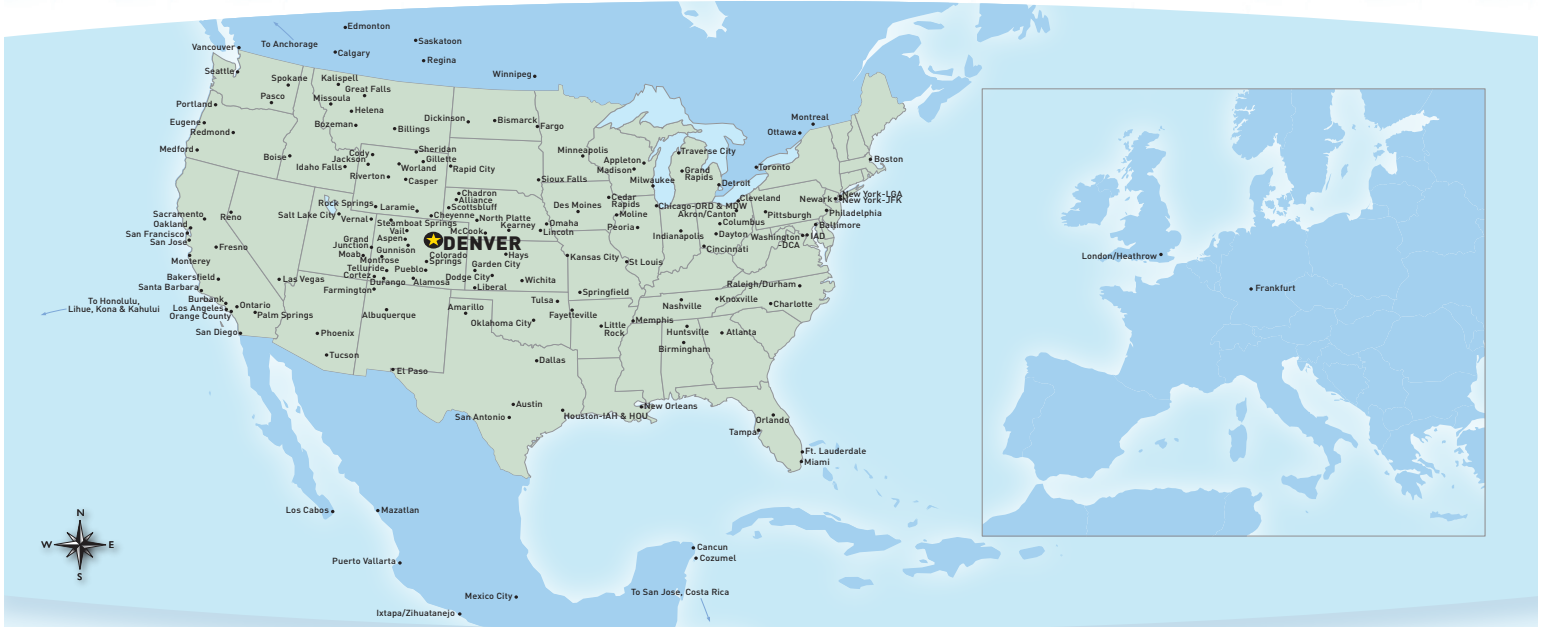 Edmonton
Saskatoon
To Anchorage
Vancouver
Calgary
Regina
Winnipeg
Seattle
Spokane
Kalispell
Great Falls
Pasco
Missoula
Portland
Helena
Montreal
Dickinson
Bismarck
Eugene
Bozeman
Billings
Fargo
Redmond
Ottawa
Medford
Sheridan
Minneapolis
Traverse City
Boise
Cody
Jackson
Gillette
Appleton
Boston
Idaho Falls
Worland
Rapid City
Madison
Grand
Rapids
Toronto
Riverton
Casper
Sioux Falls
Milwaukee
Detroit
Chadron
Alliance
Cedar
Rapids
Cleveland
New York-LGA
Newark
New York-JFK
Rock Springs
Laramie
Scottsbluff
Des Moines
Chicago-ORD & MDW
Sacramento
Reno
Salt Lake City
Vernal
Cheyenne
North Platte
Moline
Akron/Canton
Pittsburgh
Philadelphia
Oakland
Steamboat Springs
Kearney
Omaha
Peoria
Columbus
Baltimore
San Francisco
Vail
McCook
Lincoln
Indianapolis
Dayton
Washington
-DCA
IAD
San Jose
Grand
Junction
Aspen
DENVER
Fresno
Gunnison
Cincinnati
Moab
Montrose
Colorado
Springs
Hays
Kansas City
St Louis
London/Heathrow
Monterey
Telluride
Pueblo
Garden City
Bakersfield
Las Vegas
Cortez
Durango
Alamosa
Dodge City
Wichita
Santa Barbara
Farmington
Liberal
Springfield
Raleigh/Durham
Frankfurt
To Honolulu,
Lihue, Kona & Kahului
Burbank
Los Angeles
Orange County
Ontario
Palm Springs
Albuquerque
Amarillo
Tulsa
Fayetteville
Nashville
Knoxville
Charlotte
Oklahoma City
Little
Rock
Memphis
Huntsville
Atlanta
San Diego
Phoenix
Birmingham
Tucson
Dallas
El Paso
Austin
New Orleans
San Antonio
Houston-IAH & HOU
Orlando
Tampa
Ft. Lauderdale
Miami
Los Cabos
Mazatlan
N
W
E
S
Cancun
Cozumel
Puerto Vallarta
Mexico City
To San Jose, Costa Rica
Ixtapa/Zihuatanejo